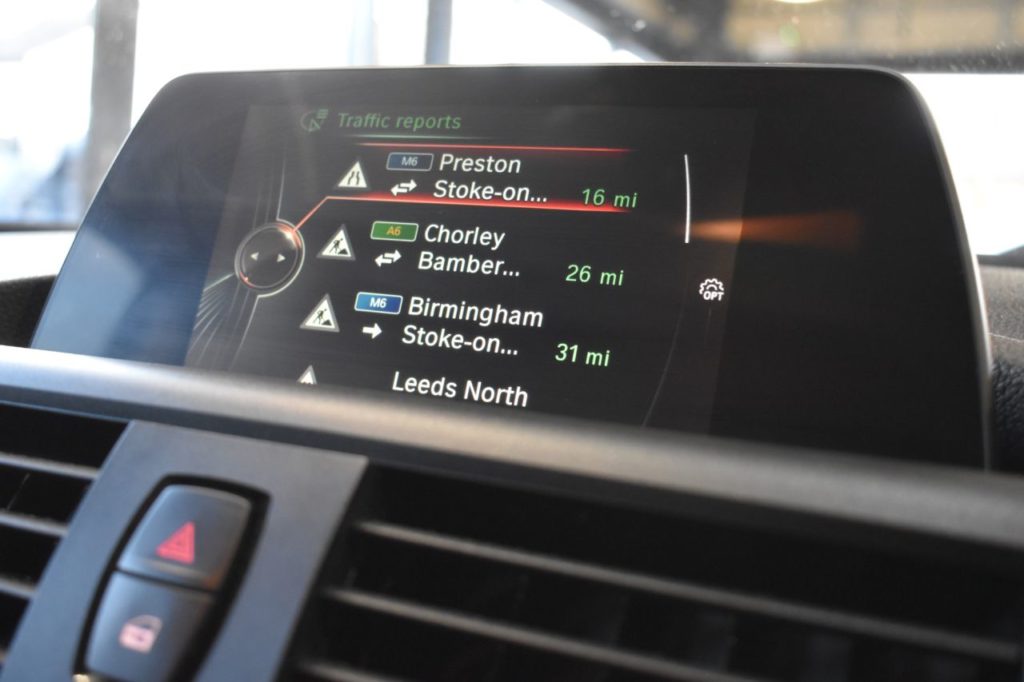 Traffic reports
M6 Preston
Stoke-on... 16 mi
A6 Chorley
Bamber... 26 mi
M6 Birmingham
Stoke-on... 31 mi
Leeds North
OPT